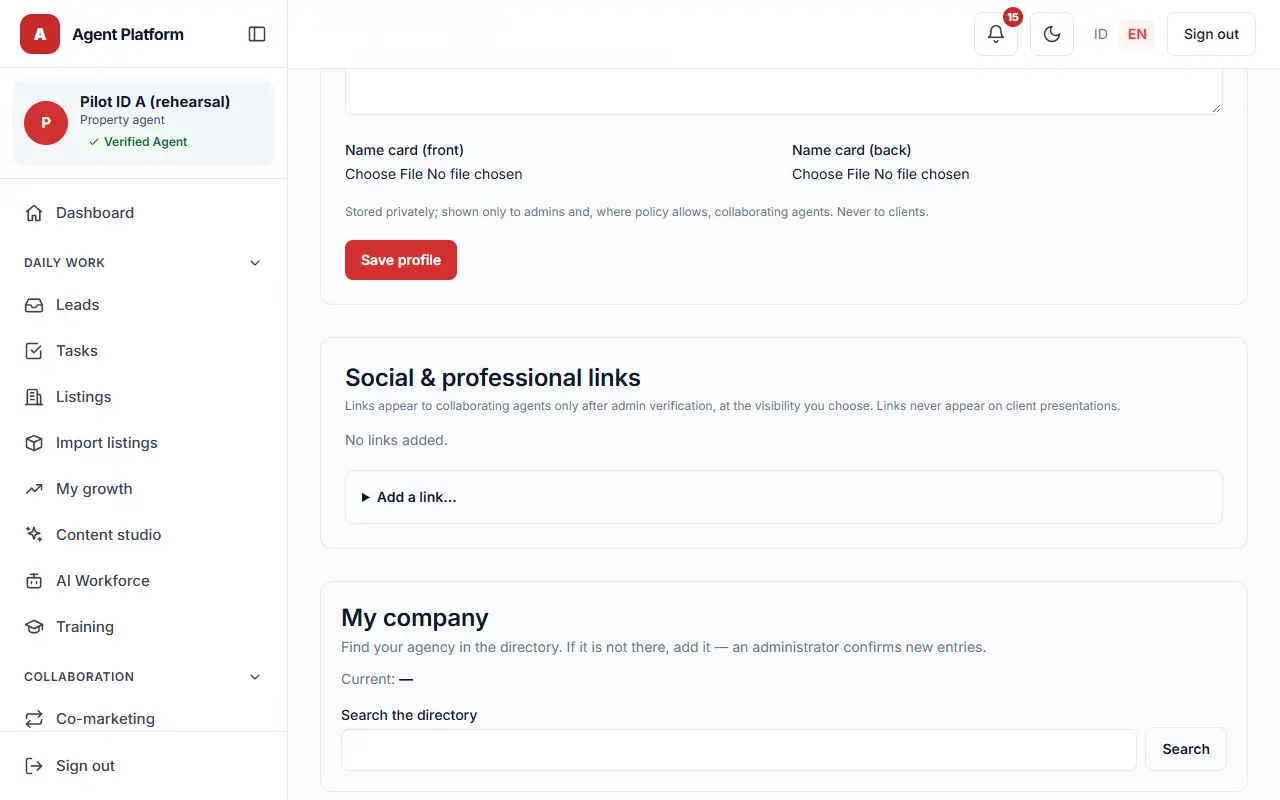 A
Agent Platform
P
Pilot ID A (rehearsal)
Property agent
Verified Agent
Dashboard
DAILY WORK
Leads
Tasks
Listings
Import listings
My growth
Content studio
AI Workforce
Training
COLLABORATION
Co-marketing
Sign out
15
ID
EN
Sign out
Name card (front)
Choose File No file chosen
Name card (back)
Choose File No file chosen
Stored privately; shown only to admins and, where policy allows, collaborating agents. Never to clients.
Save profile
Social & professional links
Links appear to collaborating agents only after admin verification, at the visibility you choose. Links never appear on client presentations.
No links added.
Add a link…
My company
Find your agency in the directory. If it is not there, add it — an administrator confirms new entries.
Current: —
Search the directory
Search